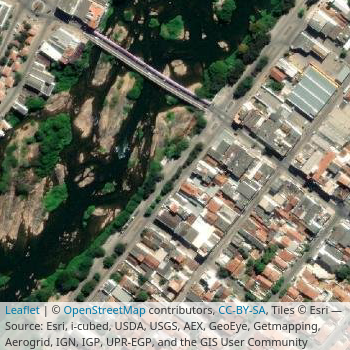 Leaflet | © OpenStreetMap contributors, CC-BY-SA, Tiles © Esri —
Source: Esri, i-cubed, USDA, USGS, AEX, GeoEye, Getmapping,
Aerogrid, IGN, IGP, UPR-EGP, and the GIS User Community